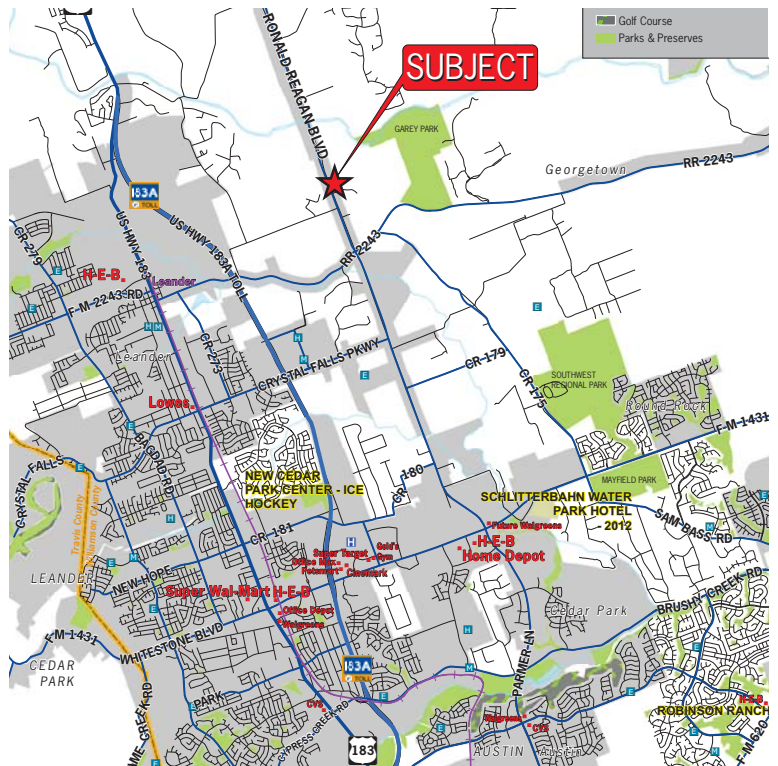 Golf Course
Parks & Preserves
RONALD REAGAN BLVD
SUBJECT
GAREY PARK
Georgetown
RR 2243
183A
TOLL
US HWY 183
US HWY 183A TOLL
CR 279
RR 2243
H-E-B
Leander
F M 2243 RD
E
H M
Leander
CR 273
CRYSTAL FALLS PKWY
H
M
E
CR 179
CR 175
SOUTHWEST
REGIONAL PARK
Round Rock
F-M 1431
Lowes
BAGDAD RD
CRYSTAL FALLS
Travis County
Williamson County
NEW CEDAR
PARK CENTER - ICE
HOCKEY
CR 180
MAYFIELD PARK
SCHLITTERBAHN WATER
PARK HOTEL
- 2012
SAM BASS RD
CR 181
Future Walgreens
H-E-B
Home Depot
H
Super Target
Gold's
Gym
Office Max
Petsmart
Cinemark
LEANDER
NEW HOPE
Super Wal-Mart
H-E-B
Office Depot
Walgreens
Cedar Park
BRUSHY CREEK RD
F M 1431
WHITESTONE BLVD
CEDAR
PARK
183A
TOLL
PARMER LN
PARK
CVS
CYPRESS CREEK RD
H-E-B
ROBINSON RANCH
Walgreens
CVS
183
AUSTIN
Austin
F-M 620